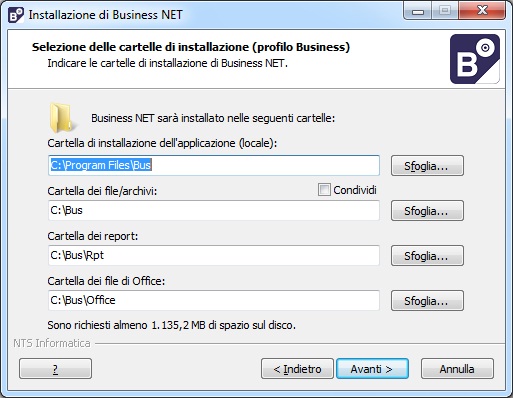 Installazione di Business NET
Selezione delle cartelle di installazione (profilo Business)
Indicare le cartelle di installazione di Business NET.
B
Business NET sarà installato nelle seguenti cartelle:
Cartella di installazione dell'applicazione (locale):
C:\Program Files\Bus
Sfoglia...
Cartella dei file/archivi:
Condividi
C:\Bus
Sfoglia...
Cartella dei report:
C:\Bus\Rpt
Sfoglia...
Cartella dei file di Office:
C:\Bus\Office
Sfoglia...
Sono richiesti almeno 1.135,2 MB di spazio sul disco.
NTS Informatica
?
< Indietro
Avanti >
Annulla